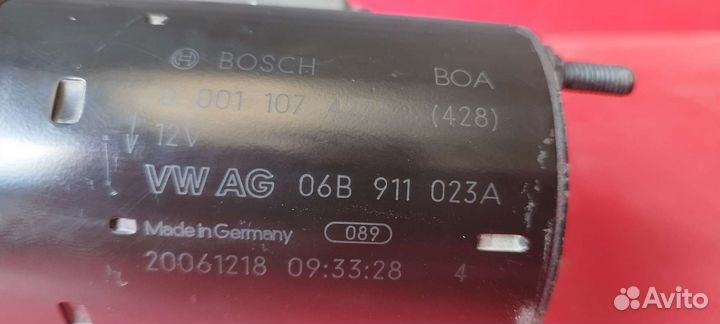 BOSCH BOA
001 107 (428)
12V
VW AG 06B 911 023A
Made in Germany 089
20061218 09:33:28 4
Avito